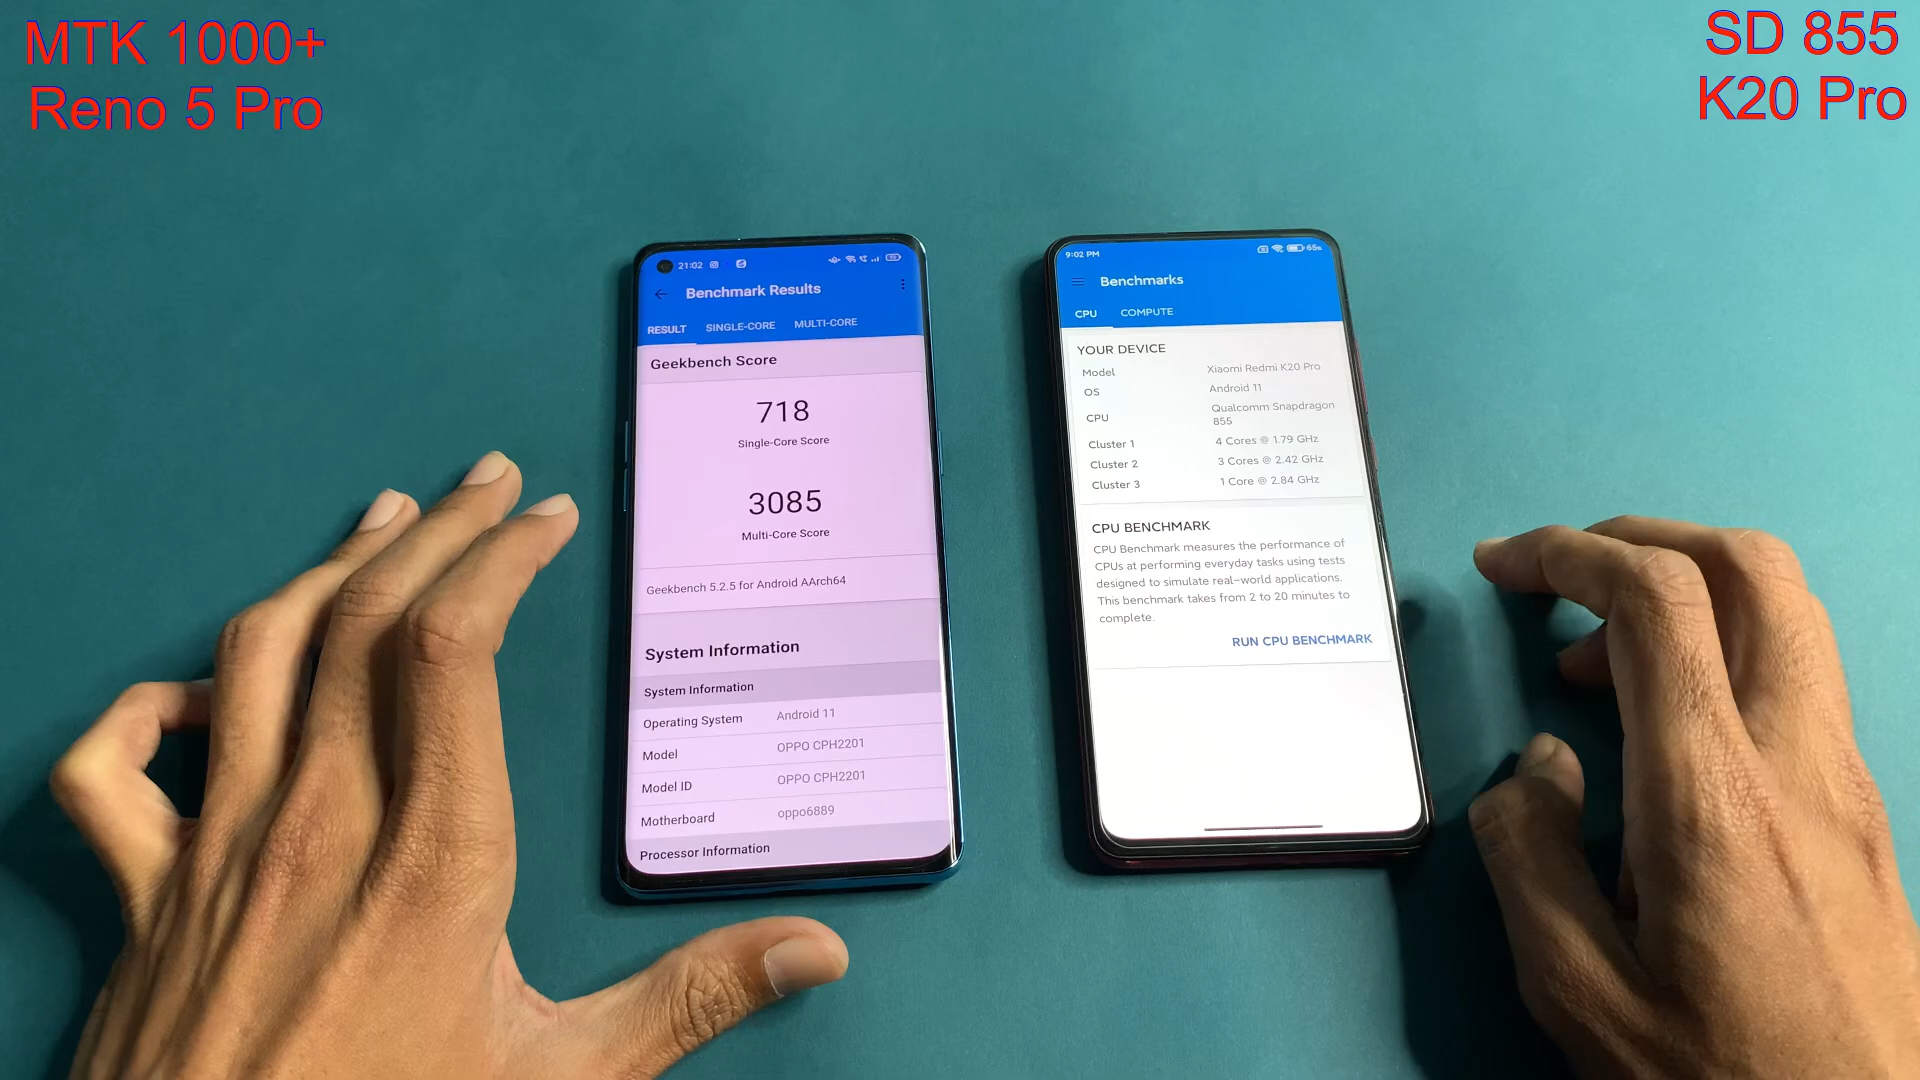 MTK 1000+
Reno 5 Pro
SD 855
K20 Pro
21:02
Benchmark Results
RESULT SINGLE-CORE MULTI-CORE
Geekbench Score
718
Single-Core Score
3085
Multi-Core Score
Geekbench 5.2.5 for Android AArch64
System Information
System Information
Operating System Android 11
Model OPPO CPH2201
Model ID OPPO CPH2201
Motherboard oppo6889
Processor Information
9:02 PM 65%
Benchmarks
CPU COMPUTE
YOUR DEVICE
Model Xiaomi Redmi K20 Pro
OS Android 11
CPU Qualcomm Snapdragon
855
Cluster 1 4 Cores @ 1.79 GHz
Cluster 2 3 Cores @ 2.42 GHz
Cluster 3 1 Core @ 2.84 GHz
CPU BENCHMARK
CPU Benchmark measures the performance of
CPUs at performing everyday tasks using tests
designed to simulate real-world applications.
This benchmark takes from 2 to 20 minutes to
complete.
RUN CPU BENCHMARK